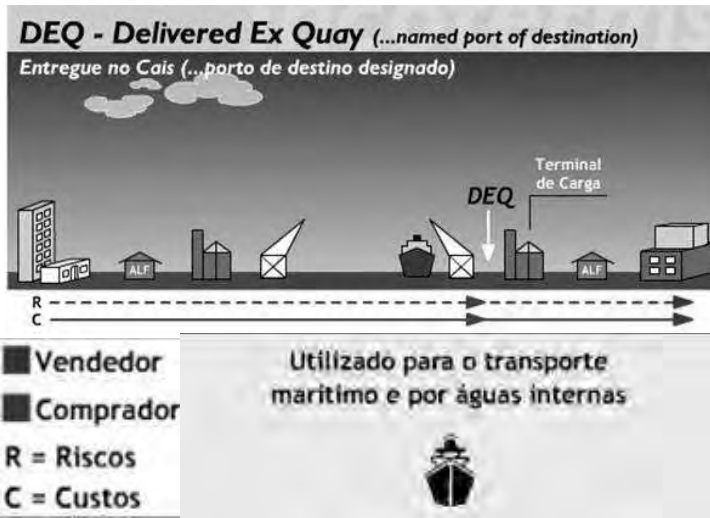 DEQ - Delivered Ex Quay (...named port of destination)
Entregue no Cais (...porto de destino designado)
Terminal
de Carga
DEQ
ALF
ALF
R
C
Vendedor
Comprador
R = Riscos
C = Custos
Utilizado para o transporte
marítimo e por águas internas